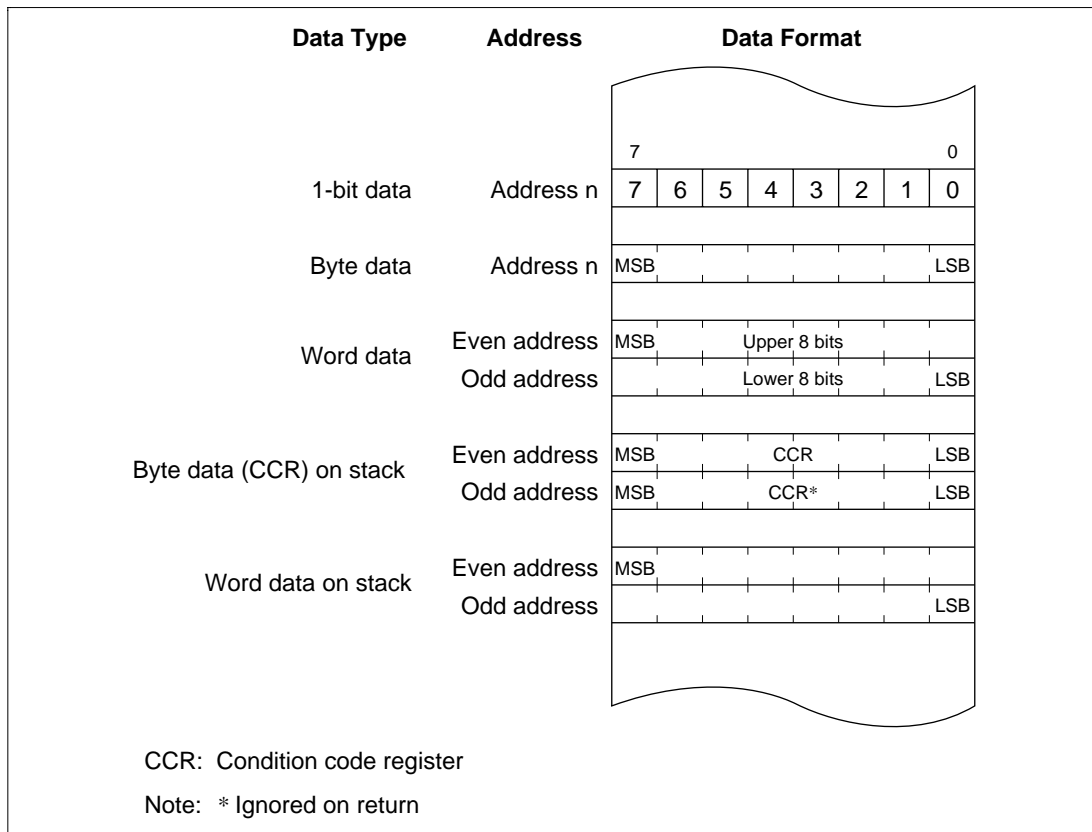 Data Type Address Data Format
7 0
1-bit data Address n 7 6 5 4 3 2 1 0
Byte data Address n MSB LSB
Word data
Even address MSB Upper 8 bits
Odd address Lower 8 bits LSB
Byte data (CCR) on stack
Even address MSB CCR LSB
Odd address MSB CCR* LSB
Word data on stack
Even address MSB
Odd address LSB
CCR: Condition code register
Note: * Ignored on return